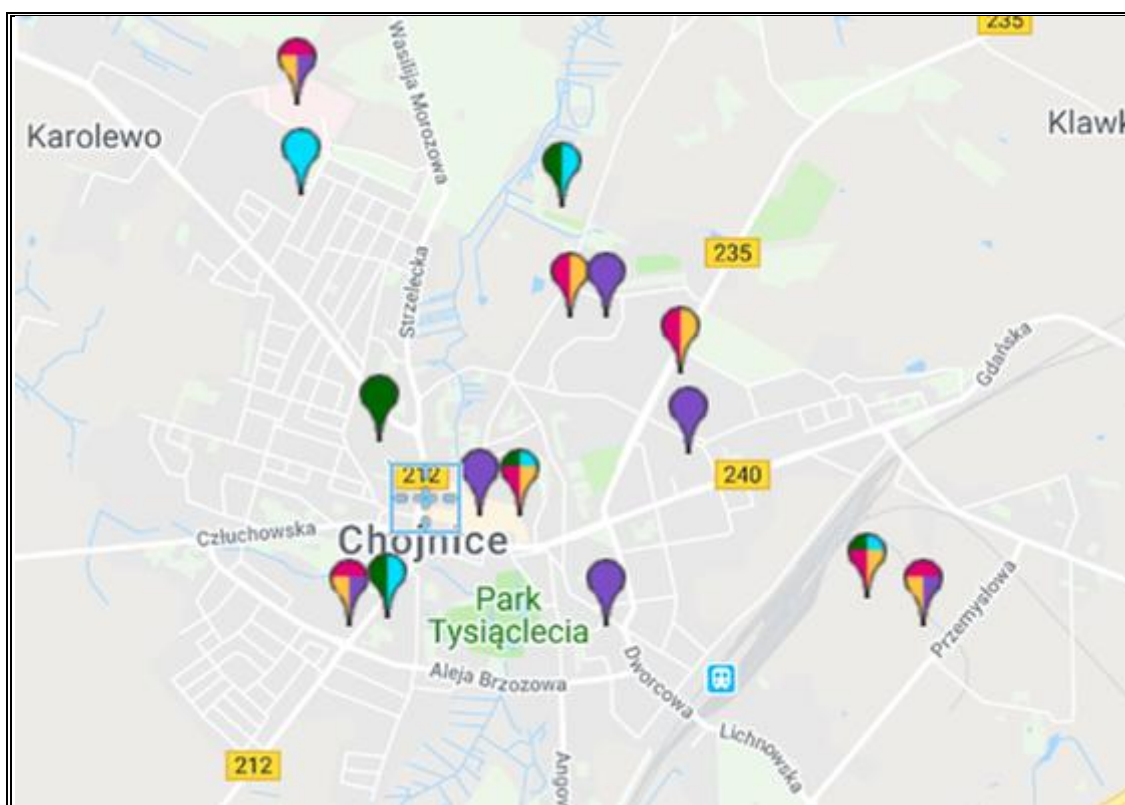 235
Wasilija Morozowa
Karolewo
Klawk
235
Strzelecka
Gdańska
212
240
Człuchowska
Chojnice
Park
Tysiąclecia
Przemysłowa
Aleja Brzozowa
Dworcowa
Lichnowska
212
Angow